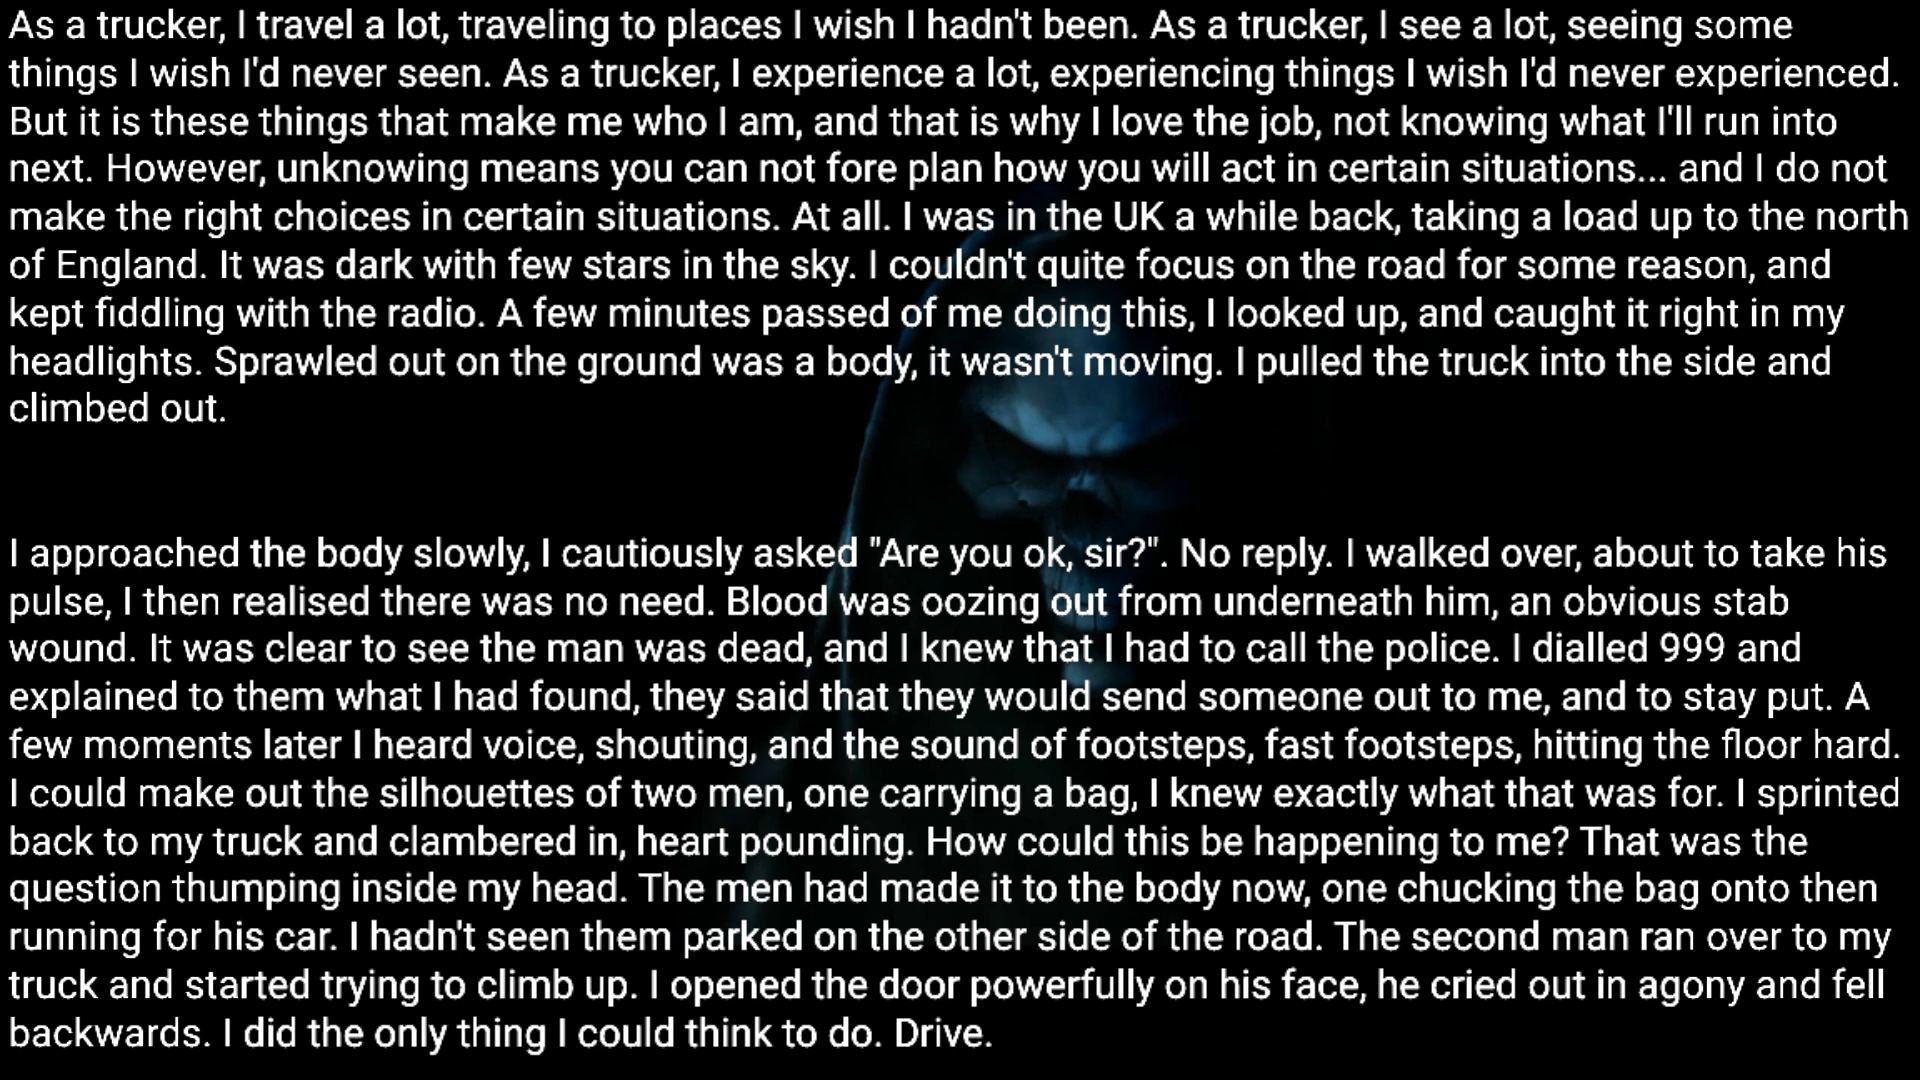 As a trucker, I travel a lot, traveling to places I wish I hadn't been. As a trucker, I see a lot, seeing some
things I wish I'd never seen. As a trucker, I experience a lot, experiencing things I wish I'd never experienced.
But it is these things that make me who I am, and that is why I love the job, not knowing what I'll run into
next. However, unknowing means you can not fore plan how you will act in certain situations... and I do not
make the right choices in certain situations. At all. I was in the UK a while back, taking a load up to the north
of England. It was dark with few stars in the sky. I couldn't quite focus on the road for some reason, and
kept fiddling with the radio. A few minutes passed of me doing this, I looked up, and caught it right in my
headlights. Sprawled out on the ground was a body, it wasn't moving. I pulled the truck into the side and
climbed out.
I approached the body slowly, I cautiously asked "Are you ok, sir?". No reply. I walked over, about to take his
pulse, I then realised there was no need. Blood was oozing out from underneath him, an obvious stab
wound. It was clear to see the man was dead, and I knew that I had to call the police. I dialled 999 and
explained to them what I had found, they said that they would send someone out to me, and to stay put. A
few moments later I heard voice, shouting, and the sound of footsteps, fast footsteps, hitting the floor hard.
I could make out the silhouettes of two men, one carrying a bag, I knew exactly what that was for. I sprinted
back to my truck and clambered in, heart pounding. How could this be happening to me? That was the
question thumping inside my head. The men had made it to the body now, one chucking the bag onto then
running for his car. I hadn't seen them parked on the other side of the road. The second man ran over to my
truck and started trying to climb up. I opened the door powerfully on his face, he cried out in agony and fell
backwards. I did the only thing I could think to do. Drive.